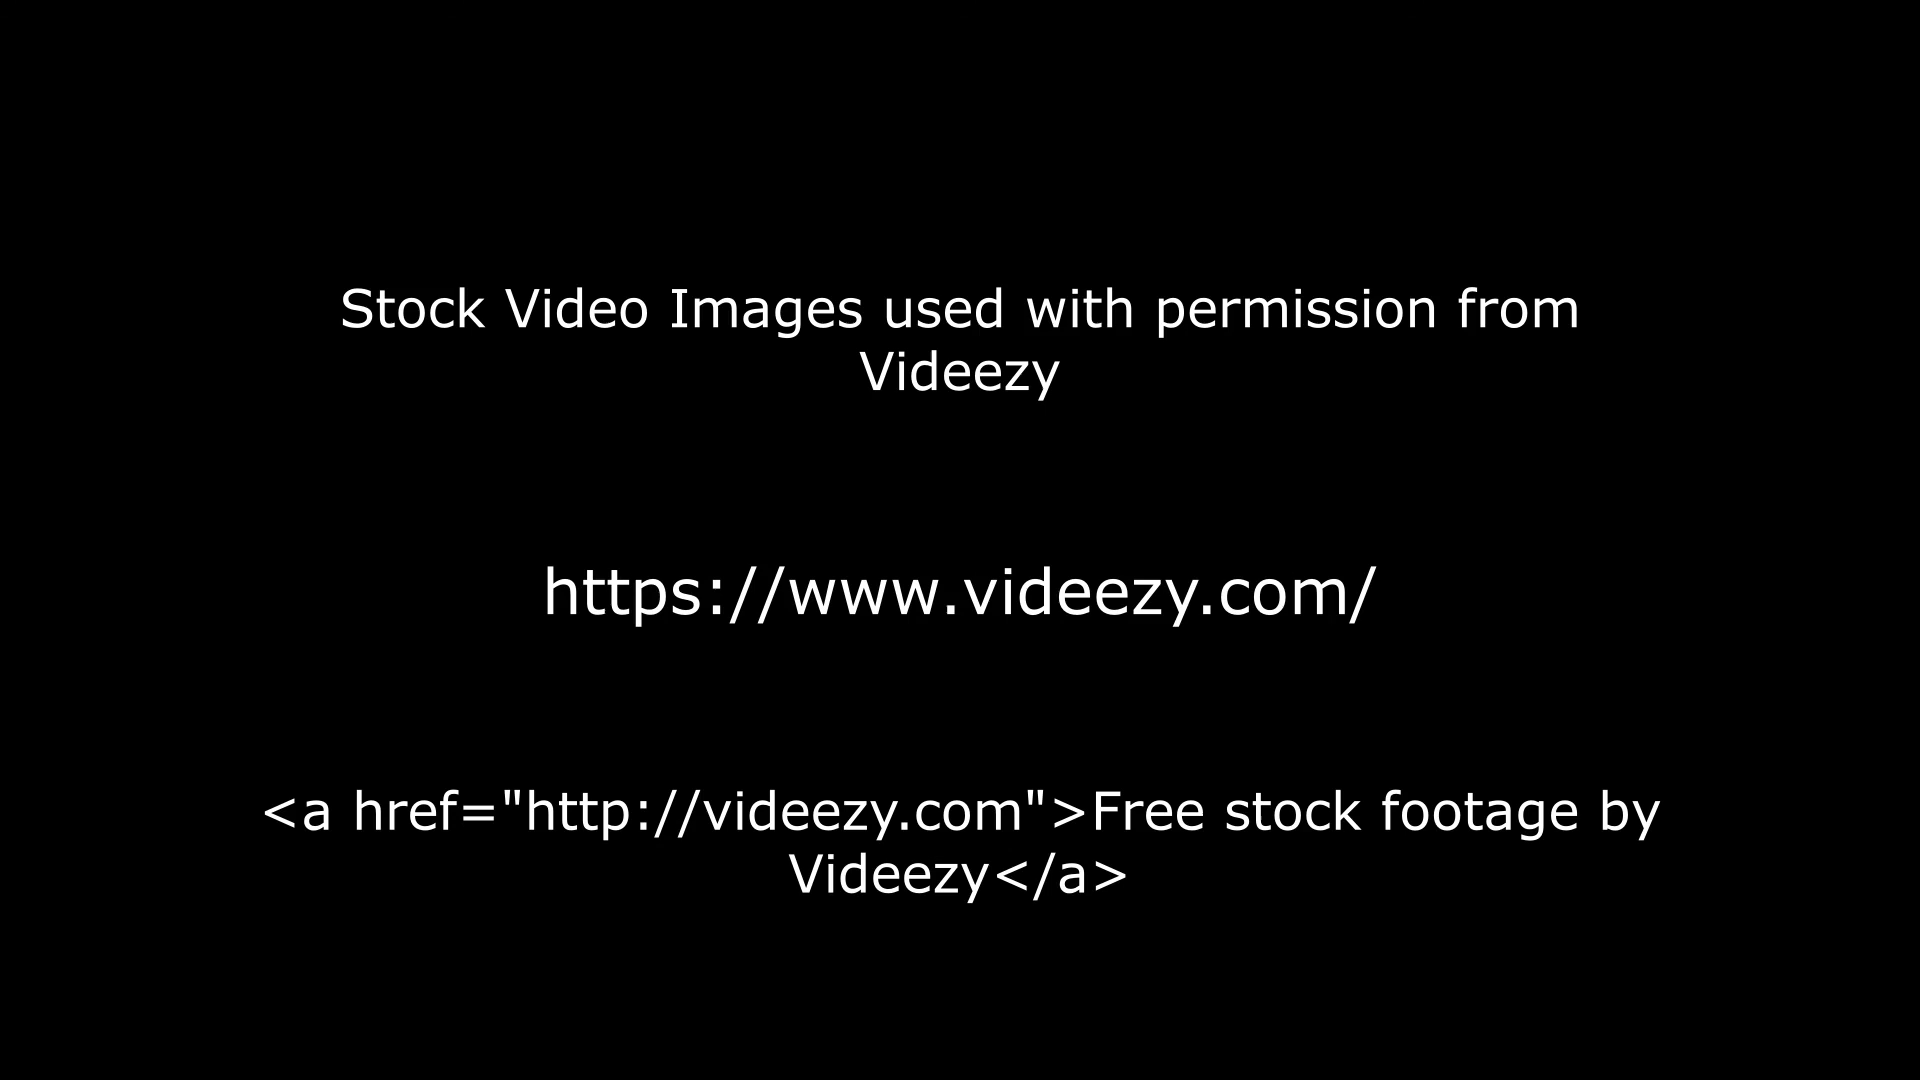 Stock Video Images used with permission from
Videezy
https://www.videezy.com/
<a href="http://videezy.com">Free stock footage by
Videezy</a>